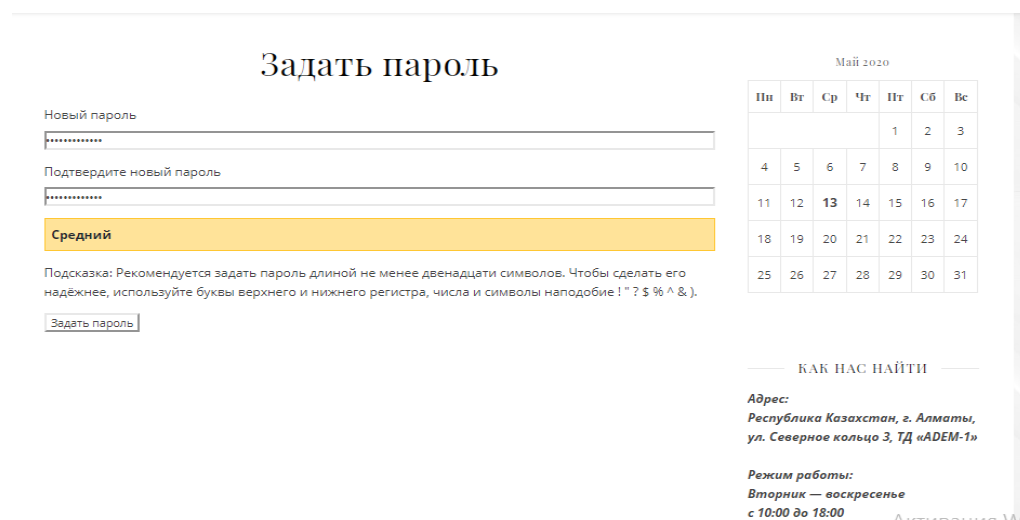 Задать пароль
Новый пароль
•••••••••••••
Подтвердите новый пароль
•••••••••••••
Средний
Подсказка: Рекомендуется задать пароль длиной не менее двенадцати символов. Чтобы сделать его
надёжнее, используйте буквы верхнего и нижнего регистра, числа и символы наподобие ! " ? $ % ^ & ).
Задать пароль
Май 2020
Пн Вт Ср Чт Пт Сб Вс
1 2 3
4 5 6 7 8 9 10
11 12 13 14 15 16 17
18 19 20 21 22 23 24
25 26 27 28 29 30 31
КАК НАС НАЙТИ
Адрес:
Республика Казахстан, г. Алматы,
ул. Северное кольцо 3, ТД «ADEM-1»
Режим работы:
Вторник — воскресенье
с 10:00 до 18:00